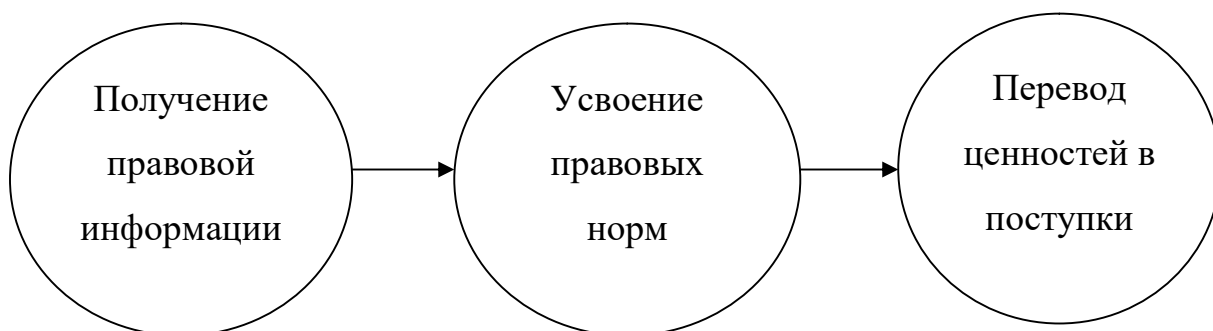 Получение
правовой
информации
Усвоение
правовых
норм
Перевод
ценностей в
поступки